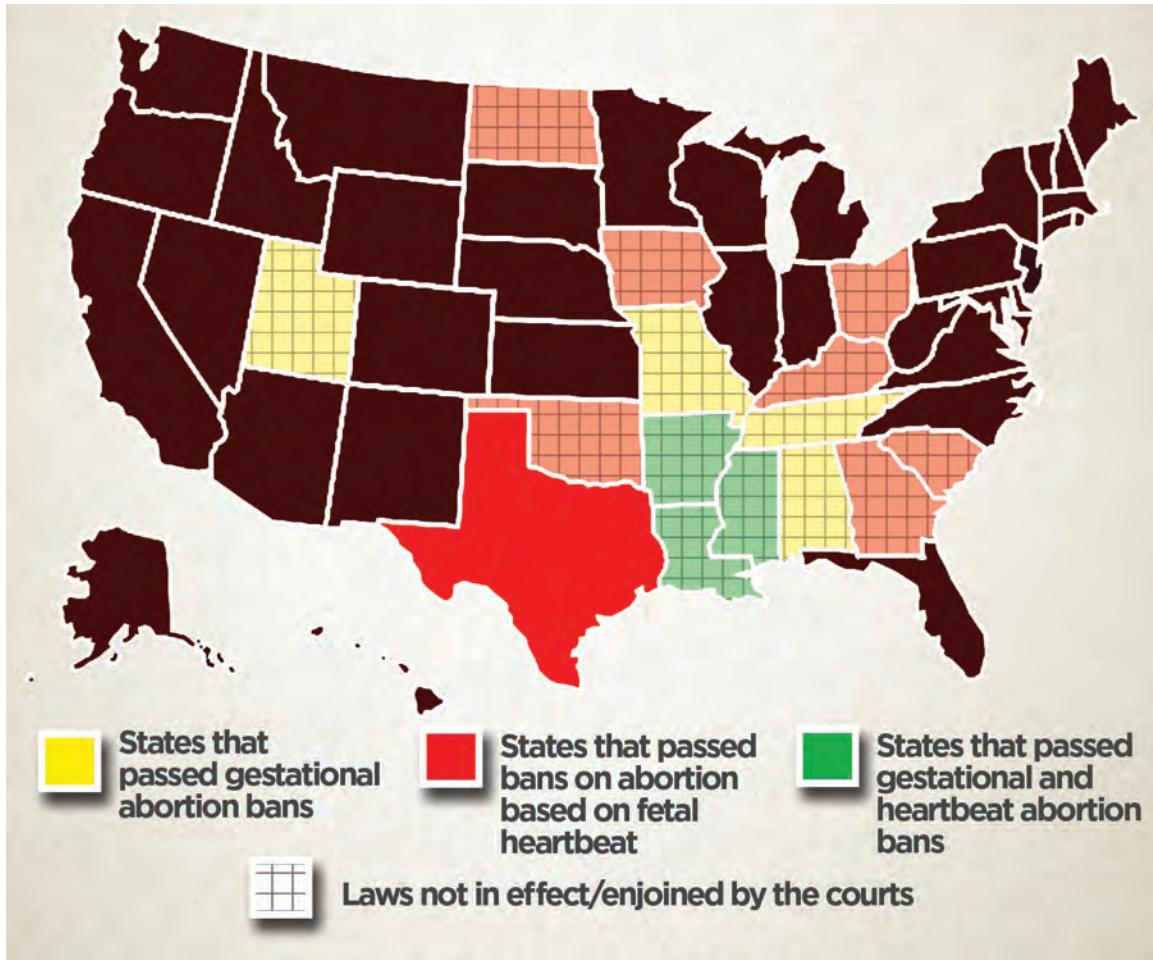 States that
passed gestational
abortion bans
States that passed
bans on abortion
based on fetal
heartbeat
States that passed
gestational and
heartbeat abortion
bans
Laws not in effect/enjoined by the courts